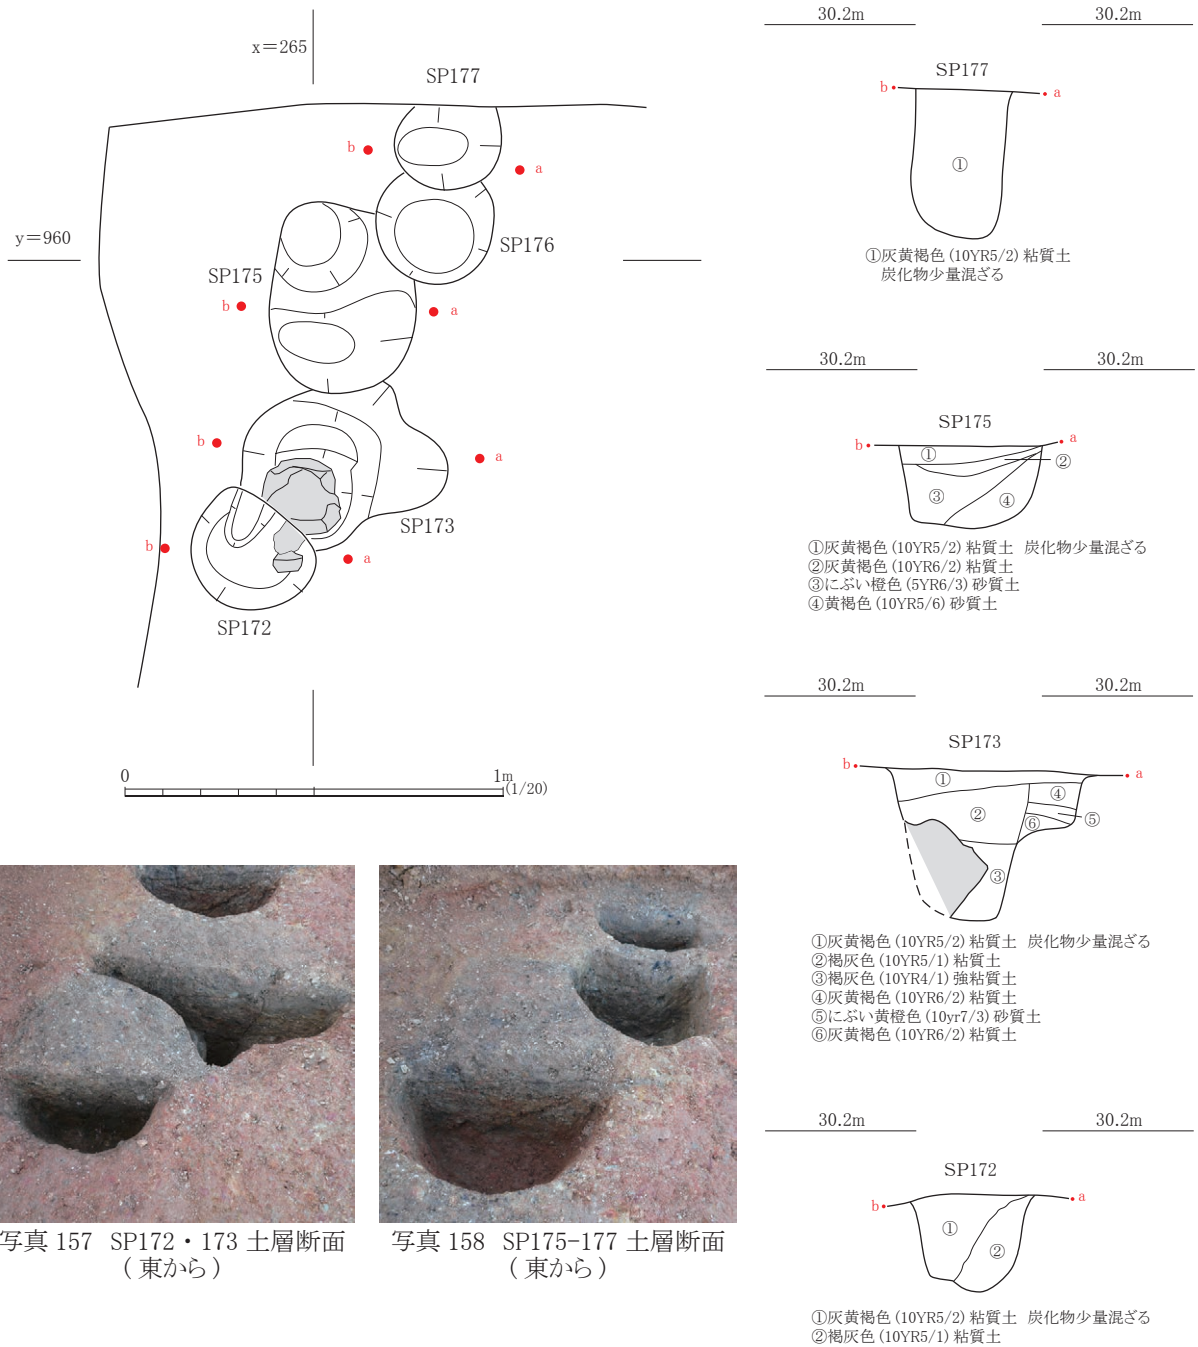 x=265
SP177
b
a
y=960
SP176
SP175
b
a
b
a
SP173
b
a
SP172
0
1m
(1/20)
写真 157 SP172・173 土層断面
(東から)
写真 158 SP175-177 土層断面
(東から)
30.2m 30.2m
SP177
b
a
①
①灰黄褐色(10YR5/2)粘質土
炭化物少量混ざる
30.2m 30.2m
SP175
b
a
①
②
③
④
①灰黄褐色(10YR5/2)粘質土 炭化物少量混ざる
②灰黄褐色(10YR6/2)粘質土
③にぶい橙色(5YR6/3)砂質土
④黄褐色(10YR5/6)砂質土
30.2m 30.2m
SP173
b
a
①
④
②
⑤
⑥
③
①灰黄褐色(10YR5/2)粘質土 炭化物少量混ざる
②褐灰色(10YR5/1)粘質土
③褐灰色(10YR4/1)強粘質土
④灰黄褐色(10YR6/2)粘質土
⑤にぶい黄橙色(10yr7/3)砂質土
⑥灰黄褐色(10YR6/2)粘質土
30.2m 30.2m
SP172
b
a
①
②
①灰黄褐色(10YR5/2)粘質土 炭化物少量混ざる
②褐灰色(10YR5/1)粘質土